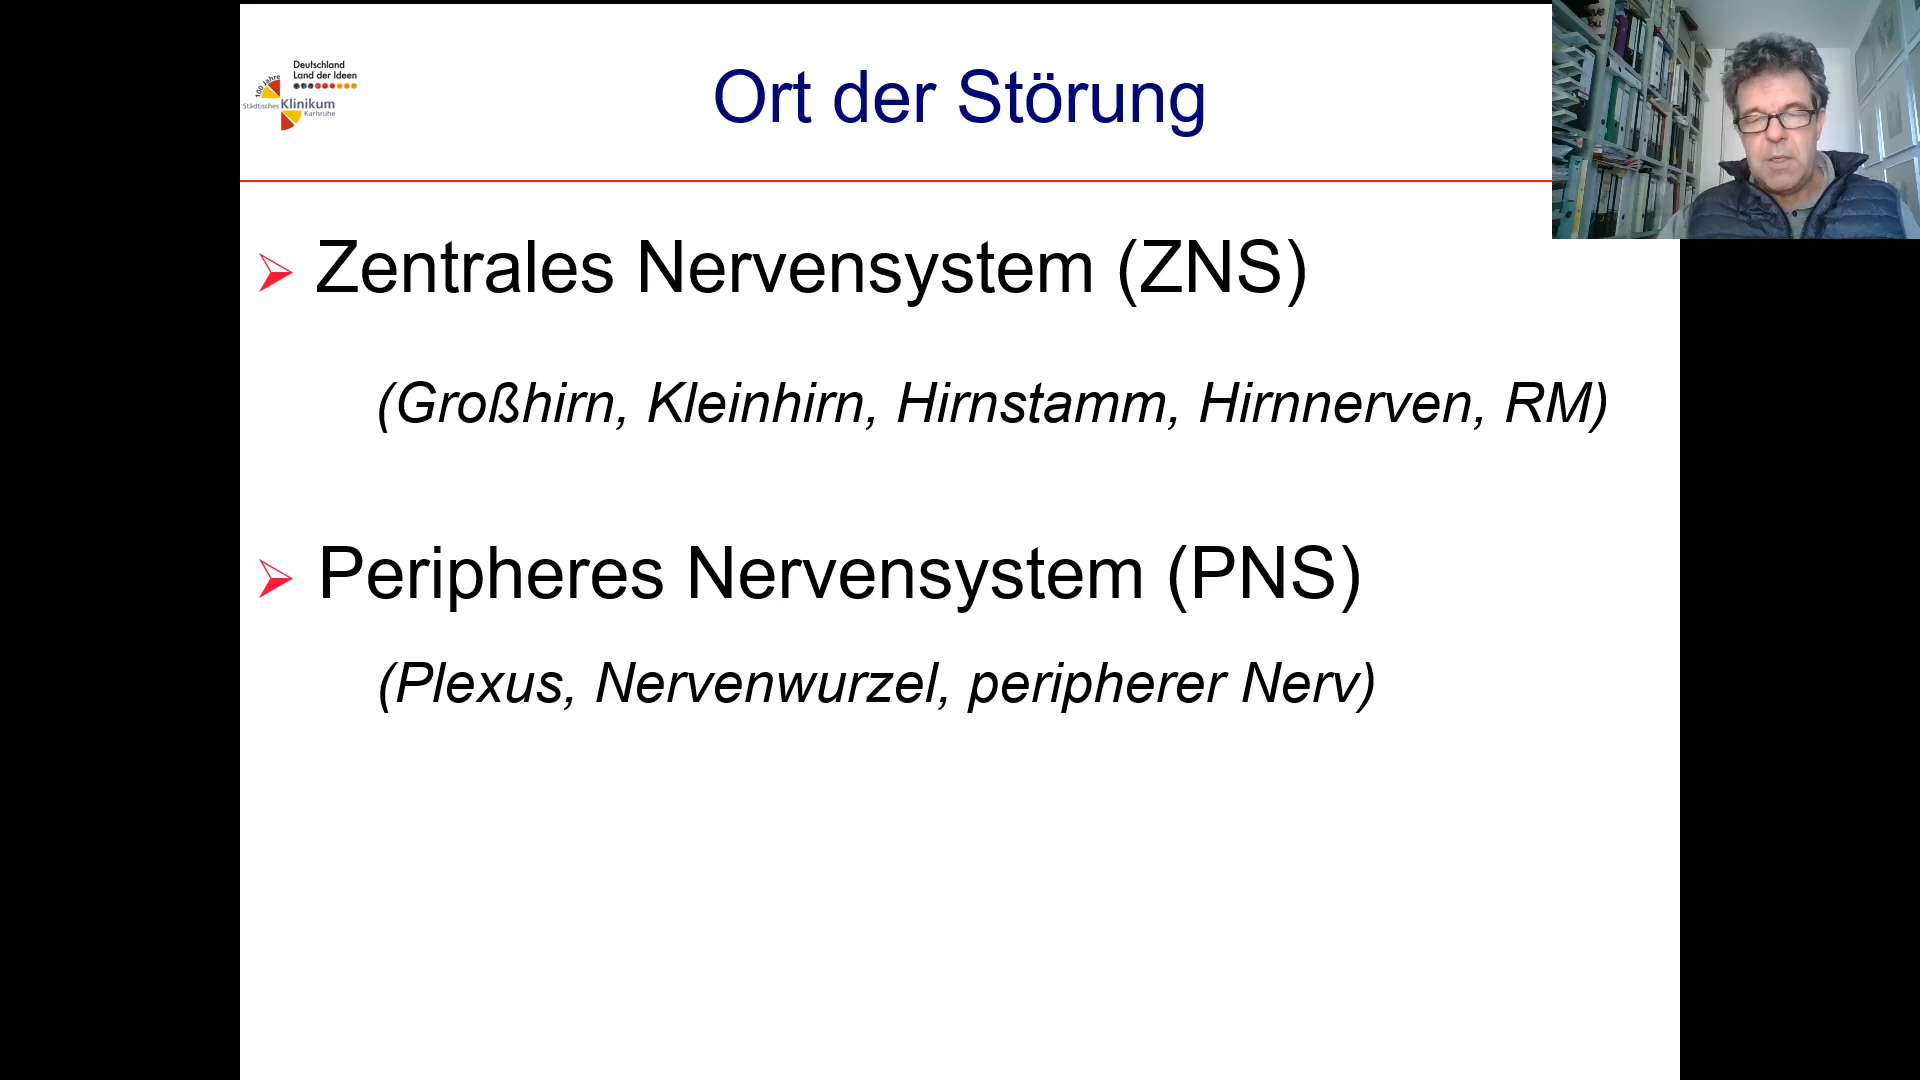 Deutschland
Land der Ideen
100 Jahre
Städtisches Klinikum
Karlsruhe
Ort der Störung
Zentrales Nervensystem (ZNS)
(Großhirn, Kleinhirn, Hirnstamm, Hirnnerven, RM)
Peripheres Nervensystem (PNS)
(Plexus, Nervenwurzel, peripherer Nerv)